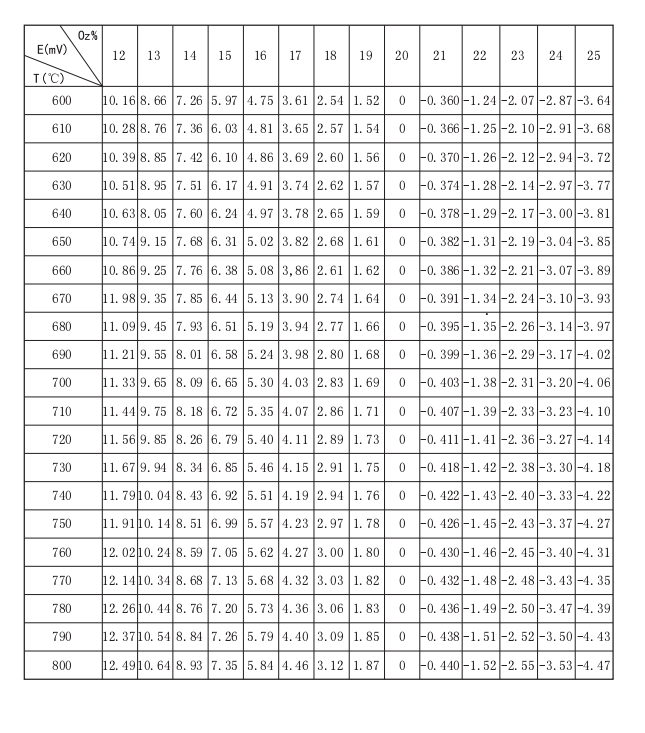 Oz%
E(mV)
T(℃)
12 13 14 15 16 17 18 19 20 21 22 23 24 25
600 10.16 8.66 7.26 5.97 4.75 3.61 2.54 1.52 0 -0.360 -1.24 -2.07 -2.87 -3.64
610 10.28 8.76 7.36 6.03 4.81 3.65 2.57 1.54 0 -0.366 -1.25 -2.10 -2.91 -3.68
620 10.39 8.85 7.42 6.10 4.86 3.69 2.60 1.56 0 -0.370 -1.26 -2.12 -2.94 -3.72
630 10.51 8.95 7.51 6.17 4.91 3.74 2.62 1.57 0 -0.374 -1.28 -2.14 -2.97 -3.77
640 10.63 8.05 7.60 6.24 4.97 3.78 2.65 1.59 0 -0.378 -1.29 -2.17 -3.00 -3.81
650 10.74 9.15 7.68 6.31 5.02 3.82 2.68 1.61 0 -0.382 -1.31 -2.19 -3.04 -3.85
660 10.86 9.25 7.76 6.38 5.08 3,86 2.61 1.62 0 -0.386 -1.32 -2.21 -3.07 -3.89
670 11.98 9.35 7.85 6.44 5.13 3.90 2.74 1.64 0 -0.391 -1.34 -2.24 -3.10 -3.93
680 11.09 9.45 7.93 6.51 5.19 3.94 2.77 1.66 0 -0.395 -1.35 -2.26 -3.14 -3.97
690 11.21 9.55 8.01 6.58 5.24 3.98 2.80 1.68 0 -0.399 -1.36 -2.29 -3.17 -4.02
700 11.33 9.65 8.09 6.65 5.30 4.03 2.83 1.69 0 -0.403 -1.38 -2.31 -3.20 -4.06
710 11.44 9.75 8.18 6.72 5.35 4.07 2.86 1.71 0 -0.407 -1.39 -2.33 -3.23 -4.10
720 11.56 9.85 8.26 6.79 5.40 4.11 2.89 1.73 0 -0.411 -1.41 -2.36 -3.27 -4.14
730 11.67 9.94 8.34 6.85 5.46 4.15 2.91 1.75 0 -0.418 -1.42 -2.38 -3.30 -4.18
740 11.79 10.04 8.43 6.92 5.51 4.19 2.94 1.76 0 -0.422 -1.43 -2.40 -3.33 -4.22
750 11.91 10.14 8.51 6.99 5.57 4.23 2.97 1.78 0 -0.426 -1.45 -2.43 -3.37 -4.27
760 12.02 10.24 8.59 7.05 5.62 4.27 3.00 1.80 0 -0.430 -1.46 -2.45 -3.40 -4.31
770 12.14 10.34 8.68 7.13 5.68 4.32 3.03 1.82 0 -0.432 -1.48 -2.48 -3.43 -4.35
780 12.26 10.44 8.76 7.20 5.73 4.36 3.06 1.83 0 -0.436 -1.49 -2.50 -3.47 -4.39
790 12.37 10.54 8.84 7.26 5.79 4.40 3.09 1.85 0 -0.438 -1.51 -2.52 -3.50 -4.43
800 12.49 10.64 8.93 7.35 5.84 4.46 3.12 1.87 0 -0.440 -1.52 -2.55 -3.53 -4.47